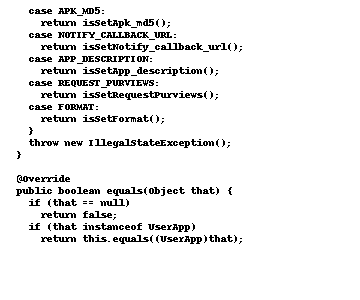 case APK_MD5:
return isSetApk_md5();
case NOTIFY_CALLBACK_URL:
return isSetNotify_callback_url();
case APP_DESCRIPTION:
return isSetApp_description();
case REQUEST_PURVIEWS:
return isSetRequestPurviews();
case FORMAT:
return isSetFormat();
}
throw new IllegalStateException();
}
@Override
public boolean equals(Object that) {
if (that == null)
return false;
if (that instanceof UserApp)
return this.equals((UserApp)that);